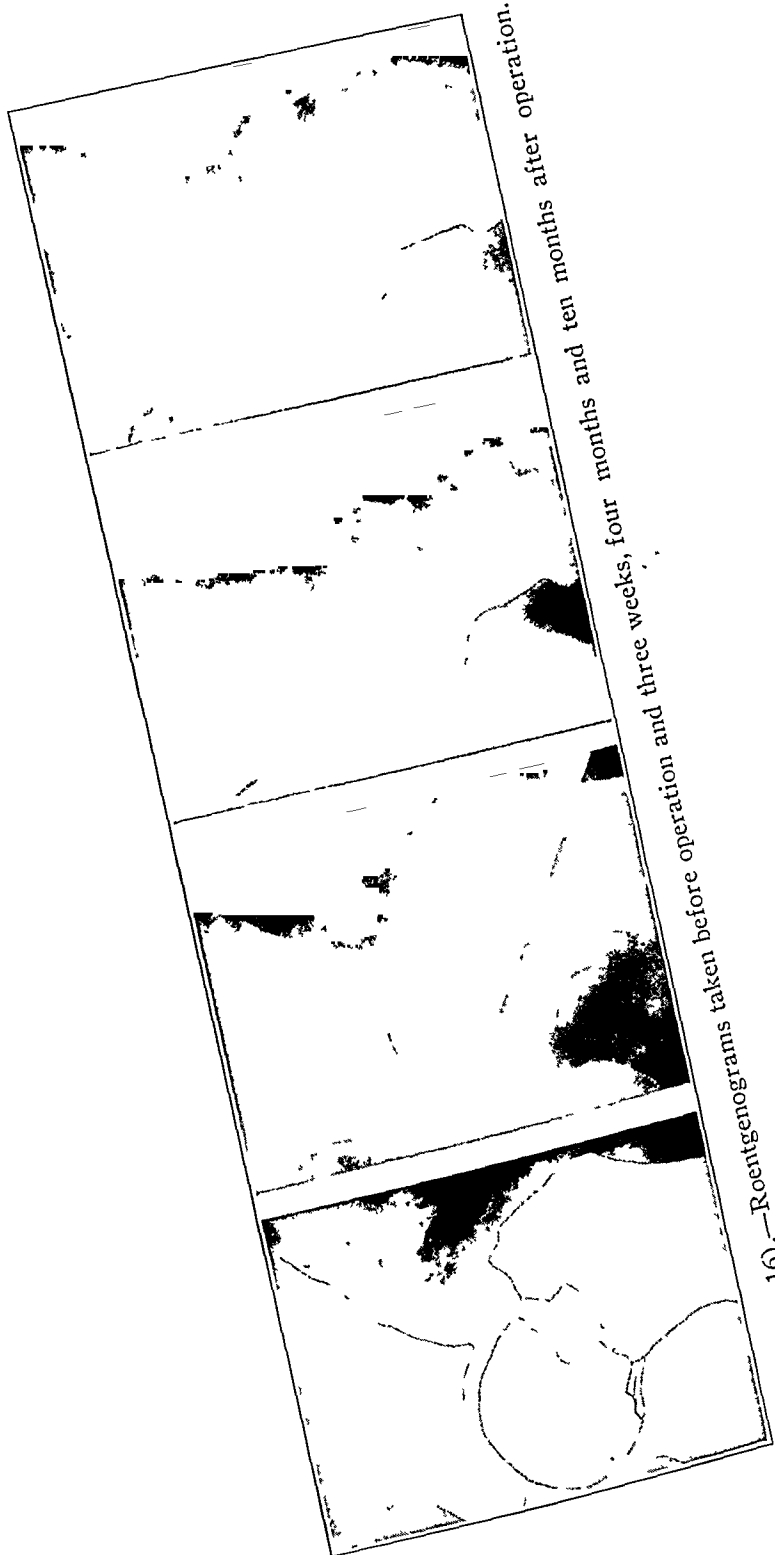 16).—Roentgenograms taken before operation and three weeks, four months and ten months after operation.